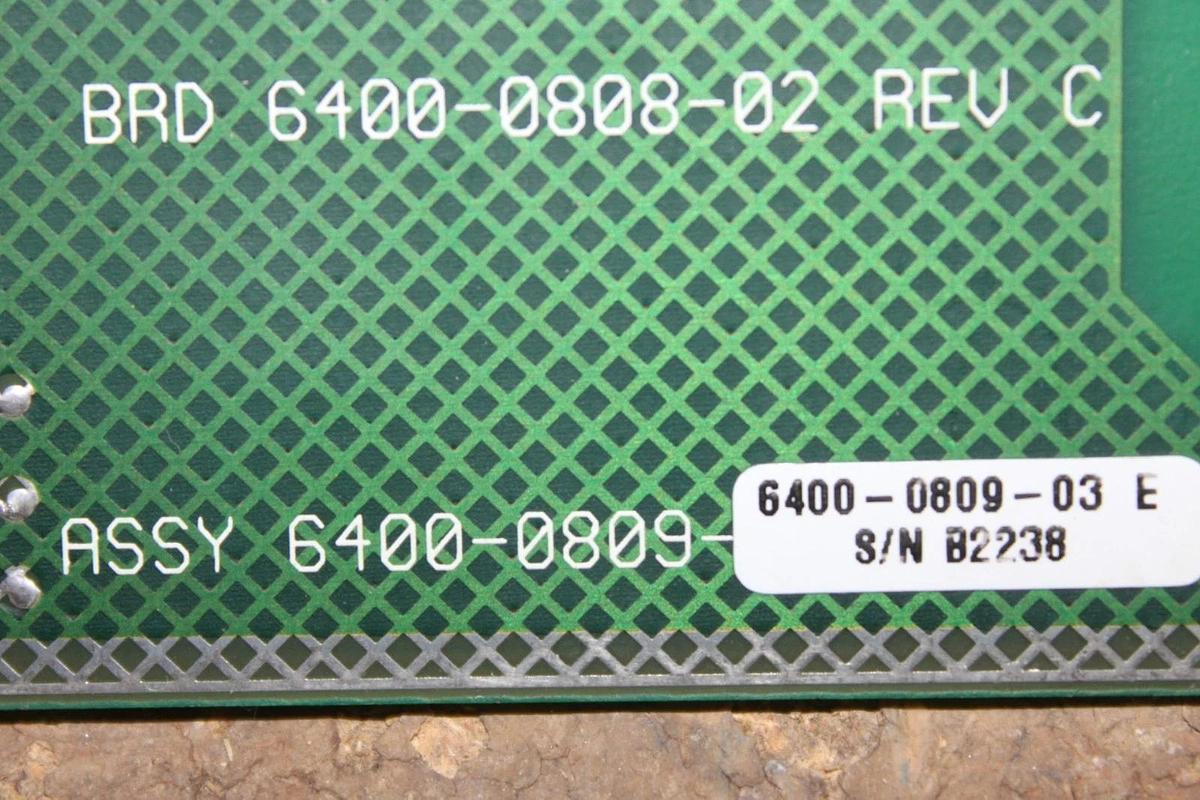 BRD 6400-0808-02 REV C
ASSY 6400-0809-
6400-0809-03 E
S/N B2238